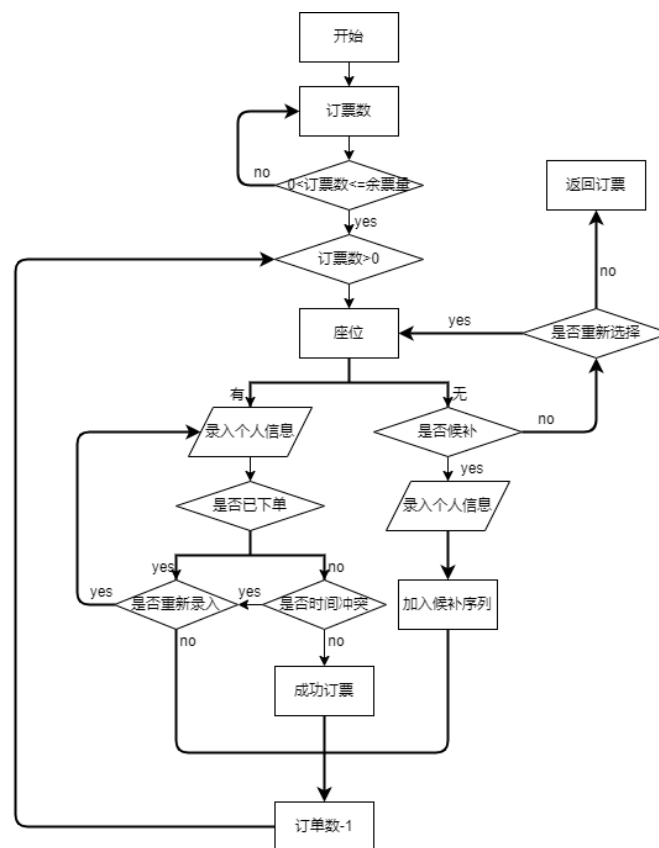 开始
订票数
no
0<订票数<=余票量
返回订票
yes
订票数>0
no
座位
yes
是否重新选择
有
无
录入个人信息
是否候补
no
yes
是否已下单
录入个人信息
yes
no
yes
是否重新录入
yes
是否时间冲突
加入候补序列
no
no
成功订票
订单数-1